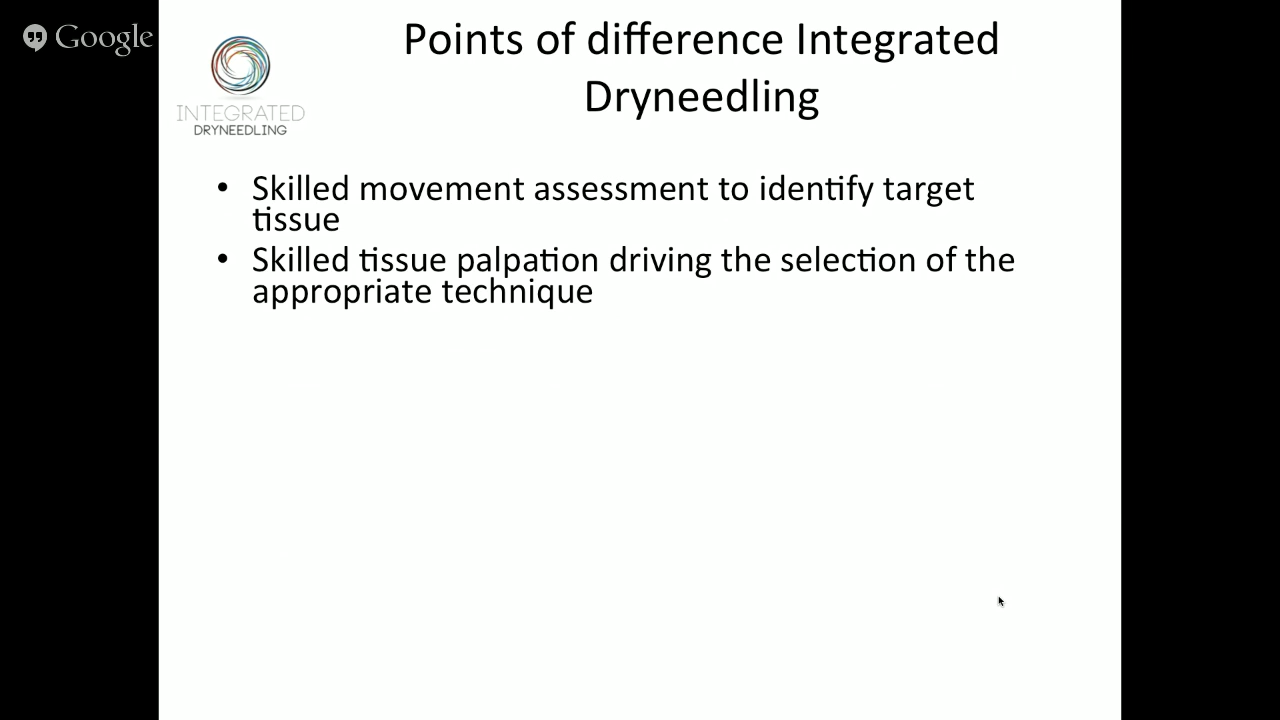 Google
Points of difference Integrated
Dryneedling
INTEGRATED
DRYNEEDLING
• Skilled movement assessment to identify target
tissue
• Skilled tissue palpation driving the selection of the
appropriate technique